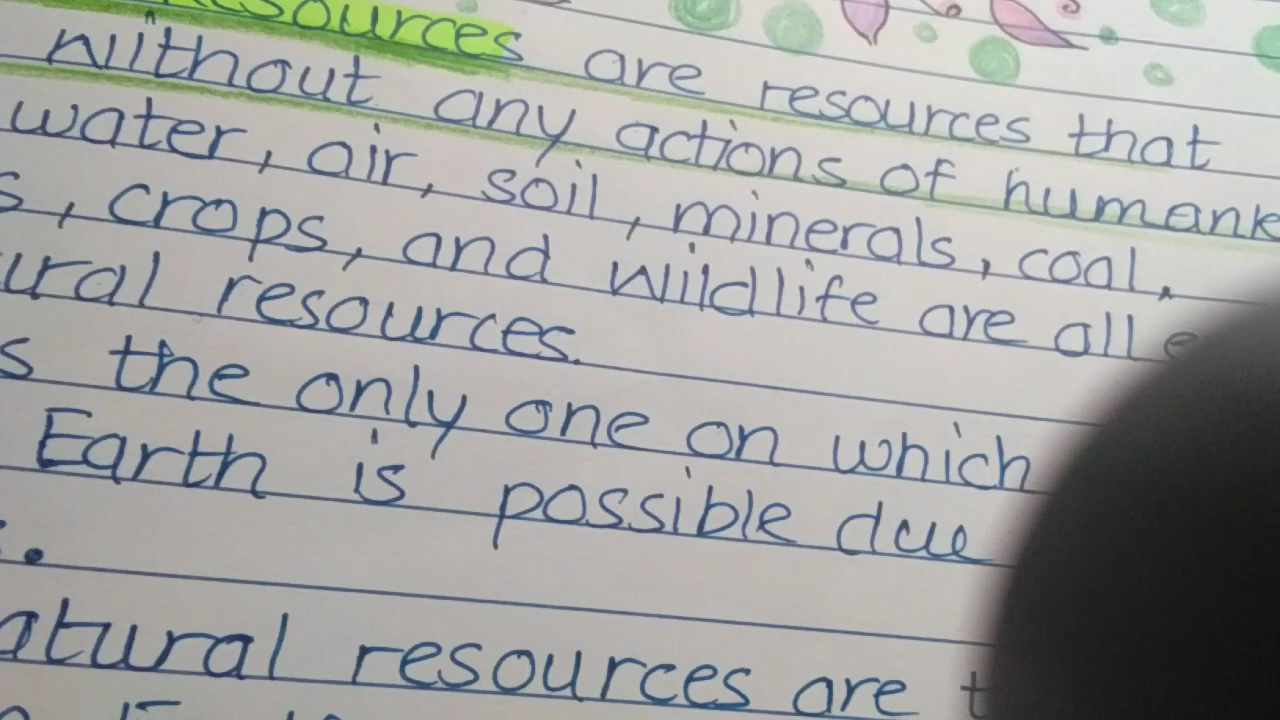 resources are resources that
without any actions of humank
water, air, soil, minerals, coal,
s, crops, and wildlife are all e
ural resources.
s the only one on which
Earth is possible due
atural resources are t